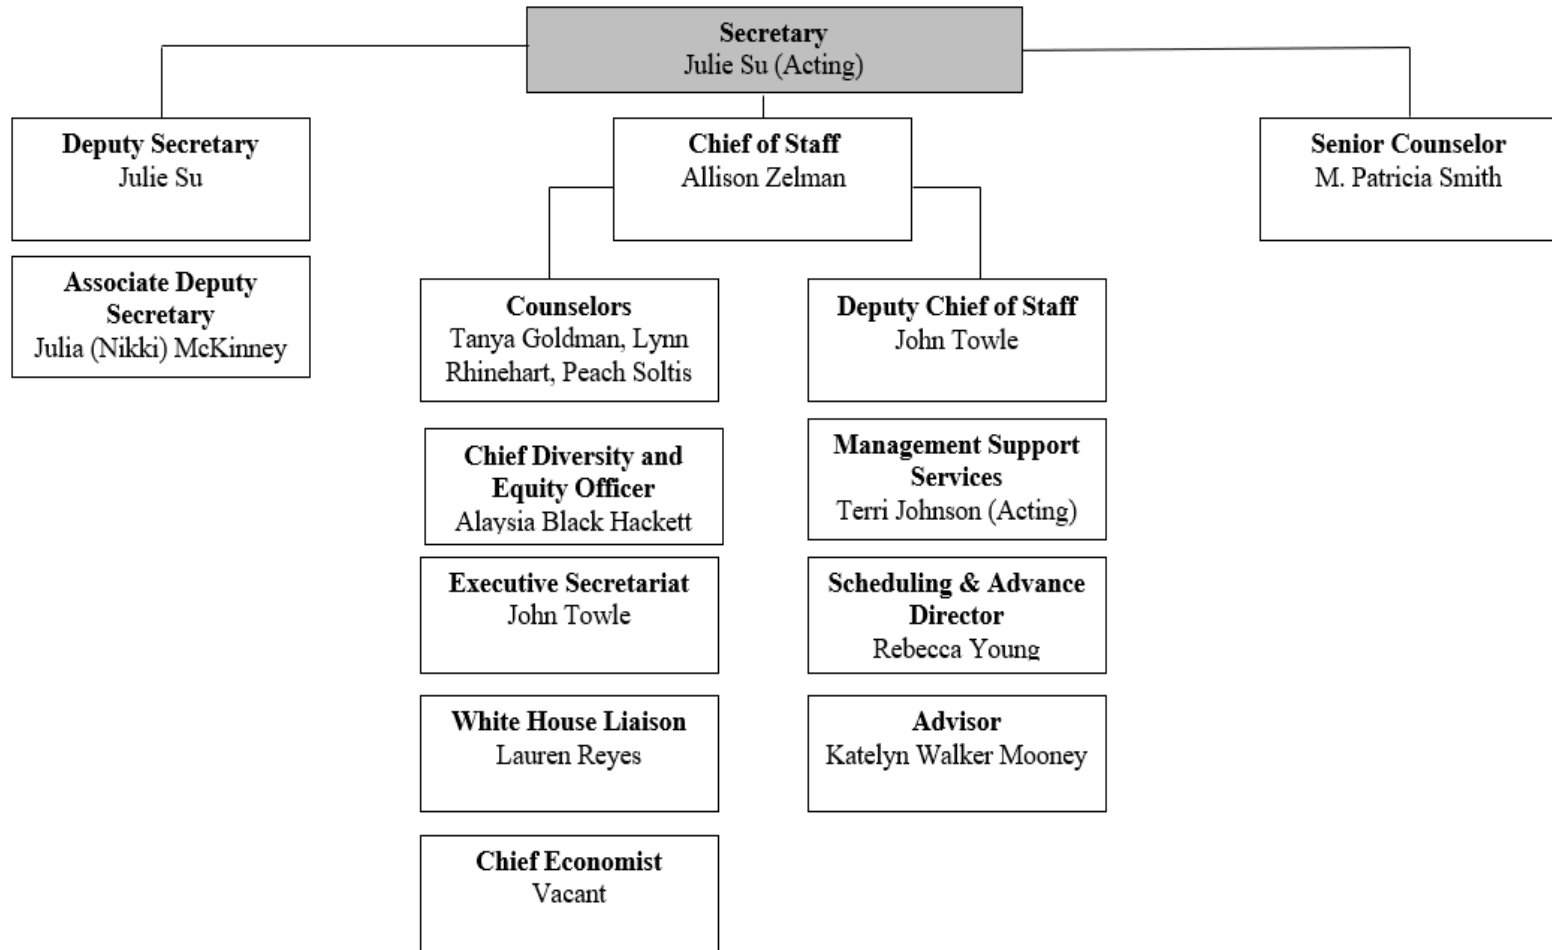 Secretary
Julie Su (Acting)
Deputy Secretary
Julie Su
Chief of Staff
Allison Zelman
Senior Counselor
M. Patricia Smith
Associate Deputy
Secretary
Julia (Nikki) McKinney
Counselors
Tanya Goldman, Lynn
Rhinehart, Peach Soltis
Deputy Chief of Staff
John Towle
Chief Diversity and
Equity Officer
Alaysia Black Hackett
Management Support
Services
Terri Johnson (Acting)
Executive Secretariat
John Towle
Scheduling & Advance
Director
Rebecca Young
White House Liaison
Lauren Reyes
Advisor
Katelyn Walker Mooney
Chief Economist
Vacant